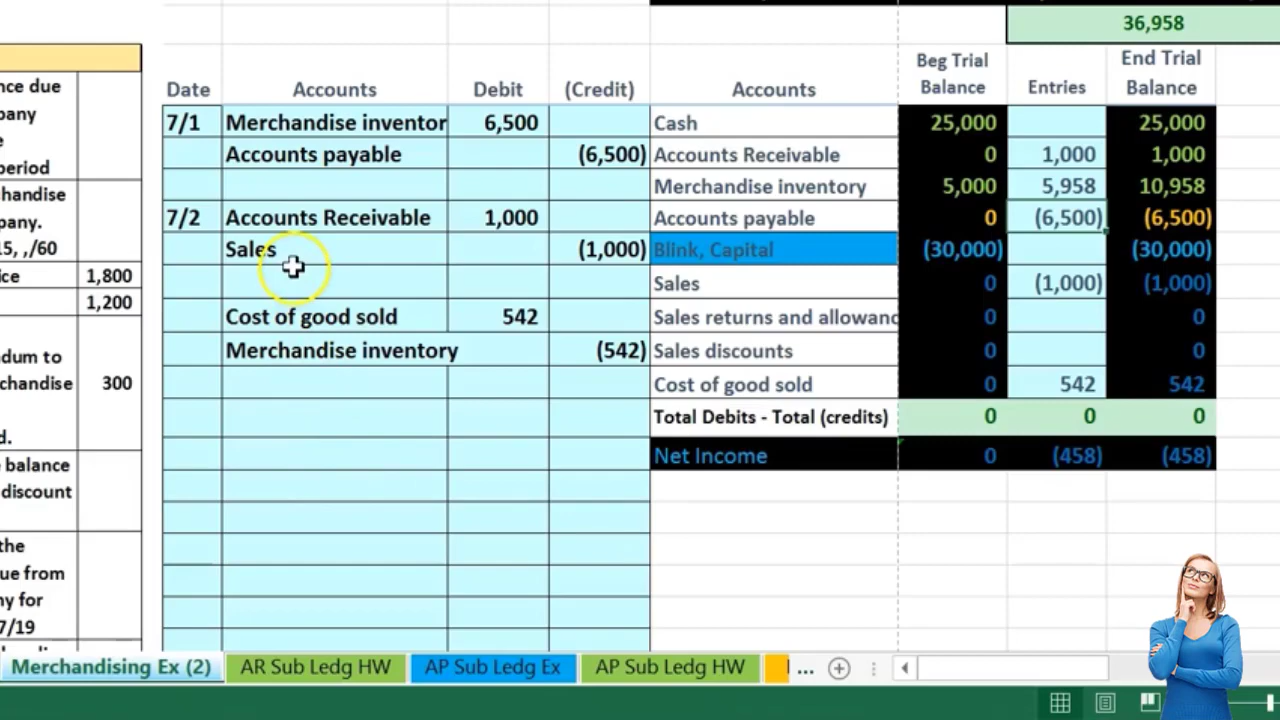 36,958
Beg Trial Balance Entries End Trial Balance
Date Accounts Debit (Credit) Accounts
7/1 Merchandise inventor 6,500 Cash 25,000 25,000
Accounts payable (6,500) Accounts Receivable 0 1,000 1,000
Merchandise inventory 5,000 5,958 10,958
7/2 Accounts Receivable 1,000 Accounts payable 0 (6,500) (6,500)
Sales (1,000) Blink, Capital (30,000) (30,000)
Sales 0 (1,000) (1,000)
Cost of good sold 542 Sales returns and allowanc 0 0
Merchandise inventory (542) Sales discounts 0 0
Cost of good sold 0 542 542
Total Debits - Total (credits) 0 0 0
Net Income 0 (458) (458)
nce due
pany
e
period
handise
pany.
15, ,/60
ice 1,800
1,200
dum to
rchandise 300
d.
e balance
discount
the
ue from
ny for
7/19
Merchandising Ex (2) AR Sub Ledg HW AP Sub Ledg Ex AP Sub Ledg HW ...